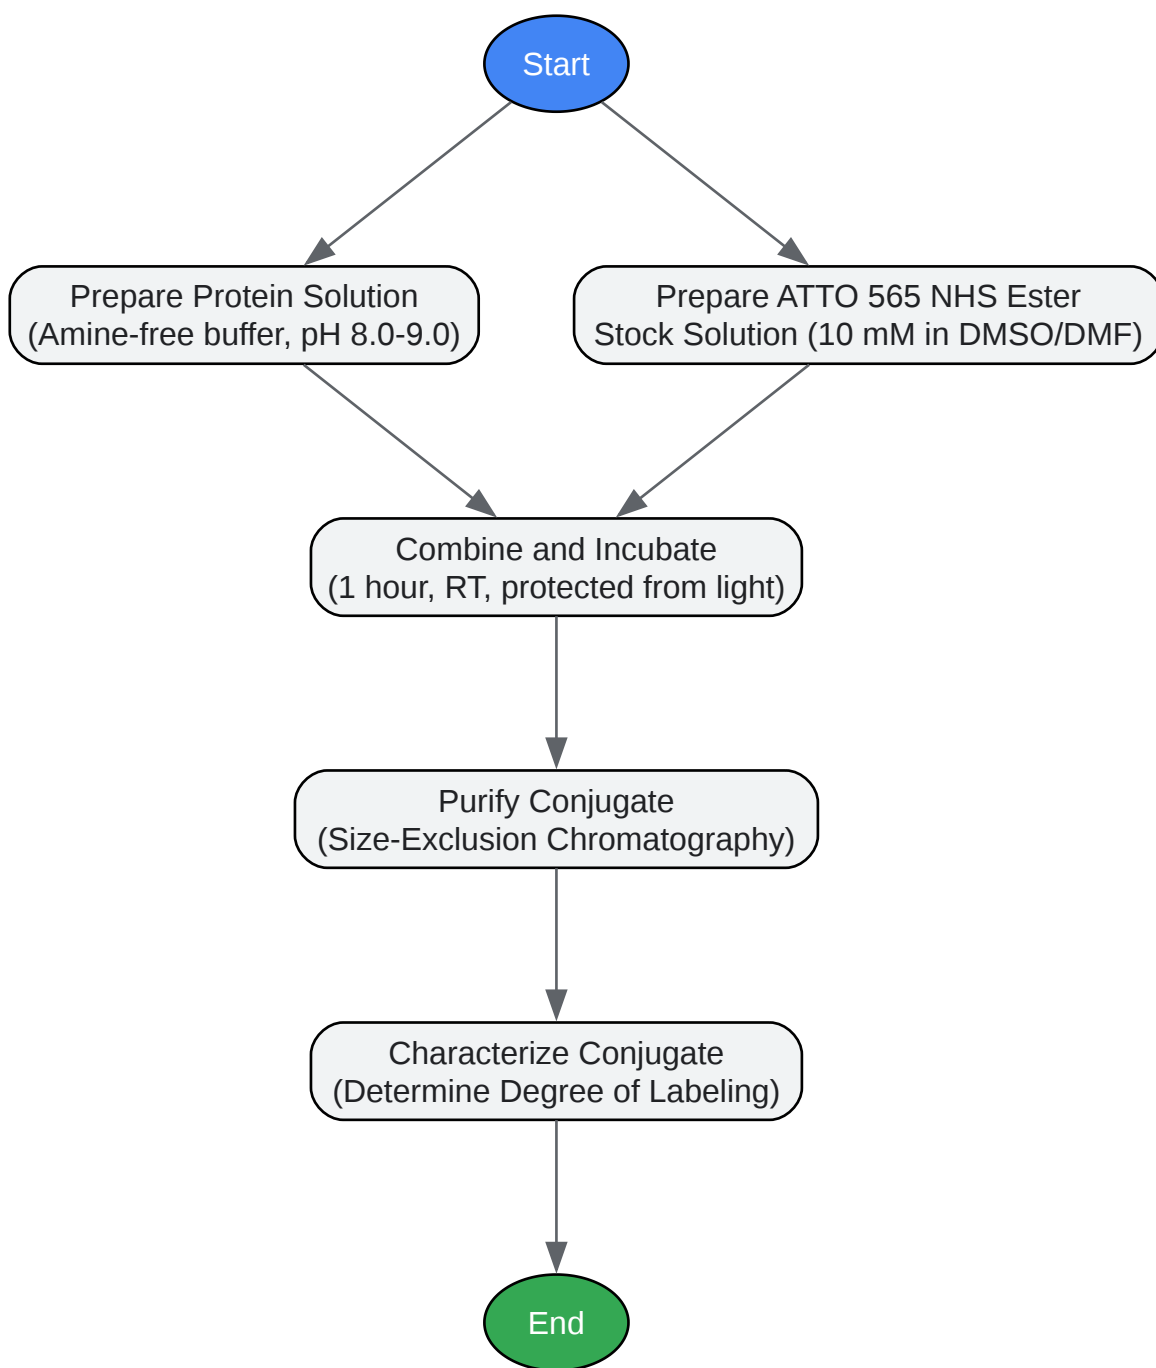 Start
Prepare Protein Solution
(Amine-free buffer, pH 8.0-9.0)
Prepare ATTO 565 NHS Ester
Stock Solution (10 mM in DMSO/DMF)
Combine and Incubate
(1 hour, RT, protected from light)
Purify Conjugate
(Size-Exclusion Chromatography)
Characterize Conjugate
(Determine Degree of Labeling)
End